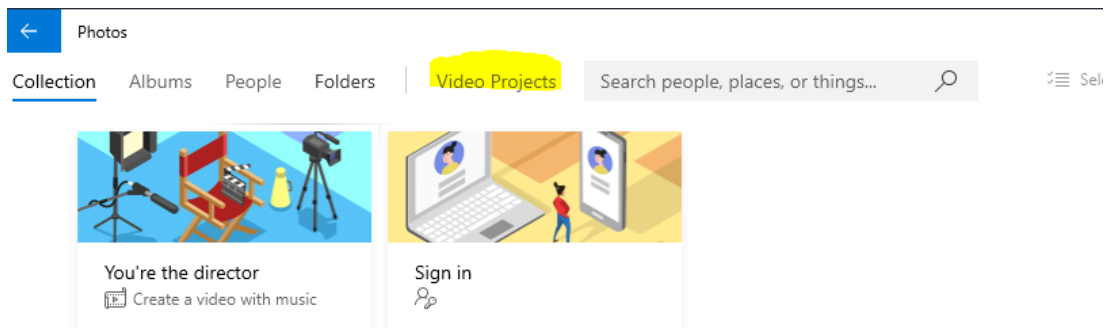 Photos
Collection Albums People Folders Video Projects Search people, places, or things...
You're the director
Create a video with music
Sign in